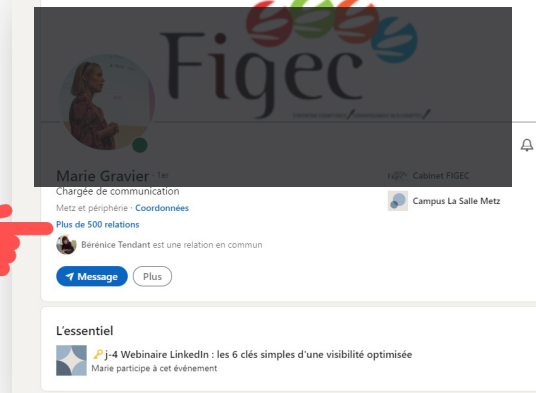 Figec
Marie Gravier · 1er
Cabinet FIGEC
Chargée de communication
Campus La Salle Metz
Metz et périphérie · Coordonnées
Plus de 500 relations
Bérénice Tendant est une relation en commun
Message
Plus
L'essentiel
j-4 Webinaire LinkedIn : les 6 clés simples d'une visibilité optimisée
Marie participe à cet événement